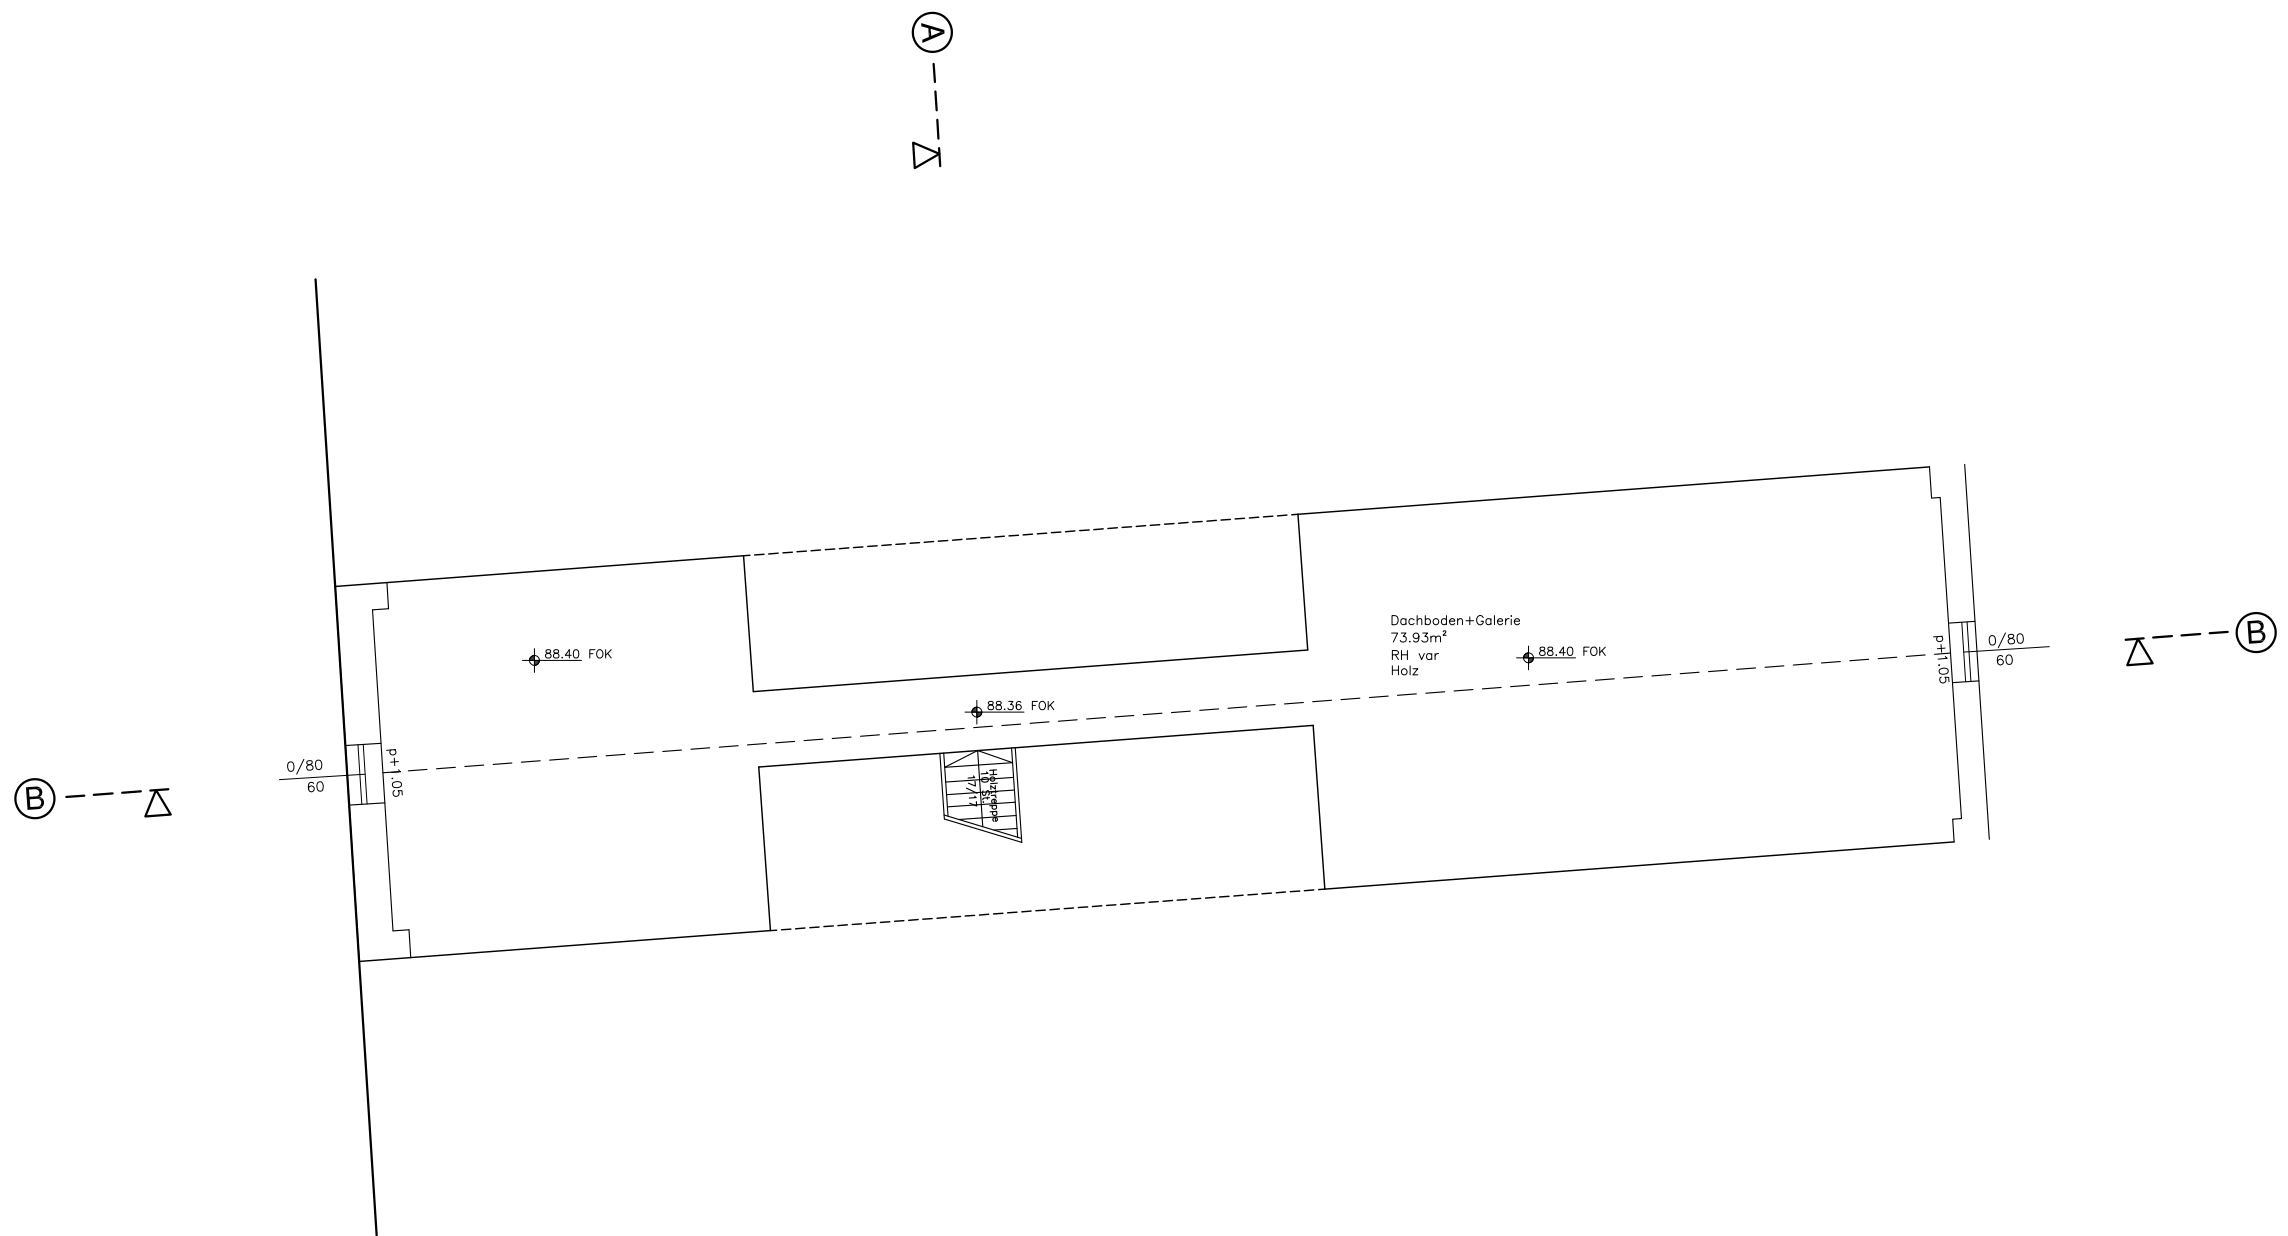 A
Dachboden+Galerie
73.93m²
RH var
Holz
88.40 FOK
88.40 FOK
88.36 FOK
p+1.05
0/80
60
B
0/80
60
p+1.05
B
Holztreppe
10 St.
17/17